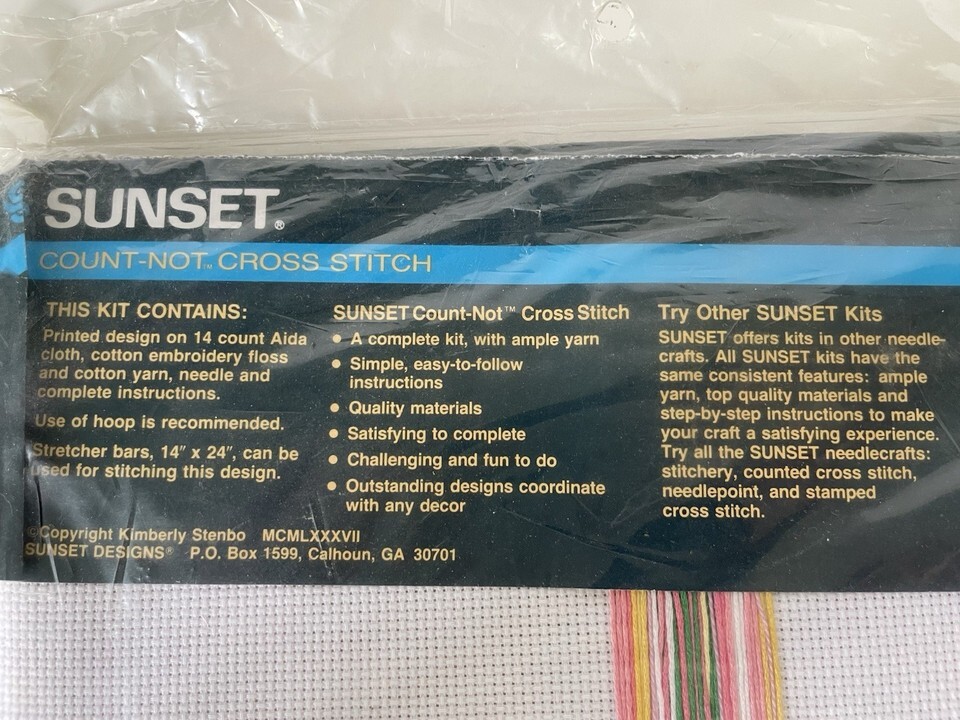 SUNSET®
COUNT-NOT™ CROSS STITCH
THIS KIT CONTAINS:
Printed design on 14 count Aida
cloth, cotton embroidery floss
and cotton yarn, needle and
complete instructions.
Use of hoop is recommended.
Stretcher bars, 14″ x 24″, can be
used for stitching this design.
©Copyright Kimberly Stenbo MCMLXXXVII
SUNSET DESIGNS® P.O. Box 1599, Calhoun, GA 30701
SUNSET Count-Not™ Cross Stitch
• A complete kit, with ample yarn
• Simple, easy-to-follow
instructions
• Quality materials
• Satisfying to complete
• Challenging and fun to do
• Outstanding designs coordinate
with any decor
Try Other SUNSET Kits
SUNSET offers kits in other needle-
crafts. All SUNSET kits have the
same consistent features: ample
yarn, top quality materials and
step-by-step instructions to make
your craft a satisfying experience.
Try all the SUNSET needlecrafts:
stitchery, counted cross stitch,
needlepoint, and stamped
cross stitch.